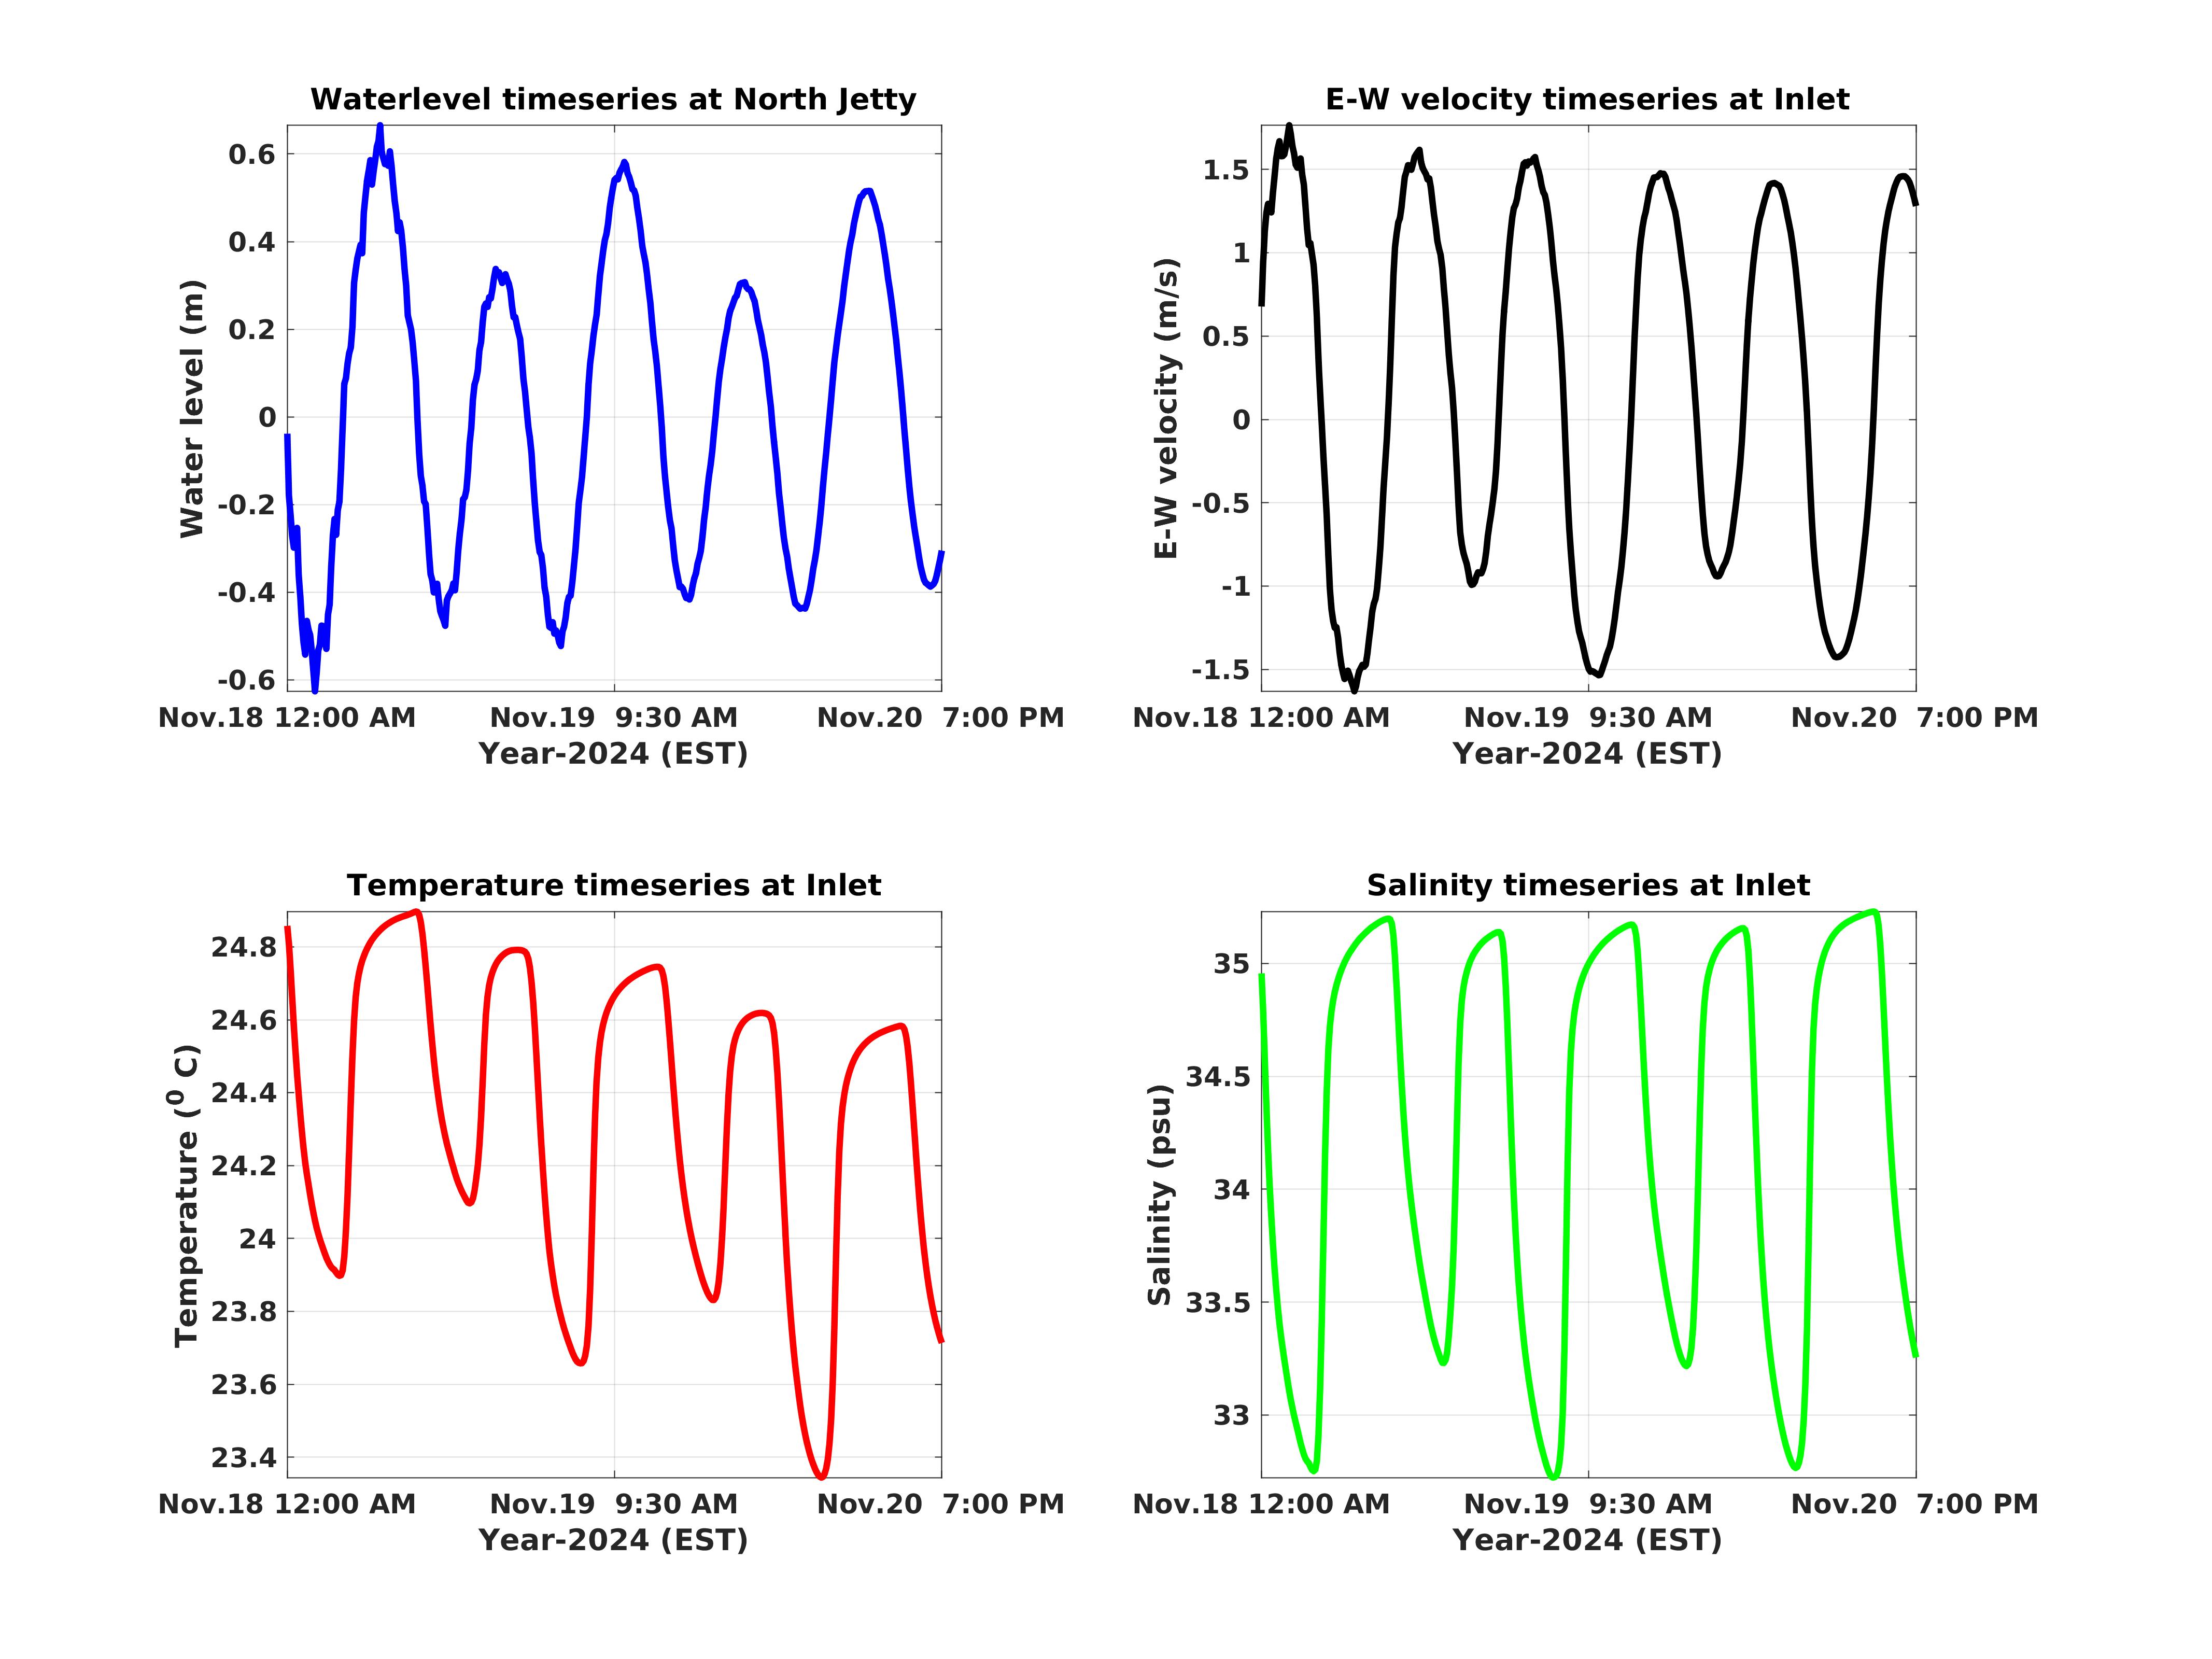 Waterlevel timeseries at North Jetty
0.6
0.4
0.2
0
-0.2
-0.4
-0.6
Water level (m)
Nov.18 12:00 AM
Nov.19 9:30 AM
Nov.20 7:00 PM
Year-2024 (EST)
E-W velocity timeseries at Inlet
1.5
1
0.5
0
-0.5
-1
-1.5
E-W velocity (m/s)
Nov.18 12:00 AM
Nov.19 9:30 AM
Nov.20 7:00 PM
Year-2024 (EST)
Temperature timeseries at Inlet
24.8
24.6
24.4
24.2
24
23.8
23.6
23.4
Temperature (⁰ C)
Nov.18 12:00 AM
Nov.19 9:30 AM
Nov.20 7:00 PM
Year-2024 (EST)
Salinity timeseries at Inlet
35
34.5
34
33.5
33
Salinity (psu)
Nov.18 12:00 AM
Nov.19 9:30 AM
Nov.20 7:00 PM
Year-2024 (EST)